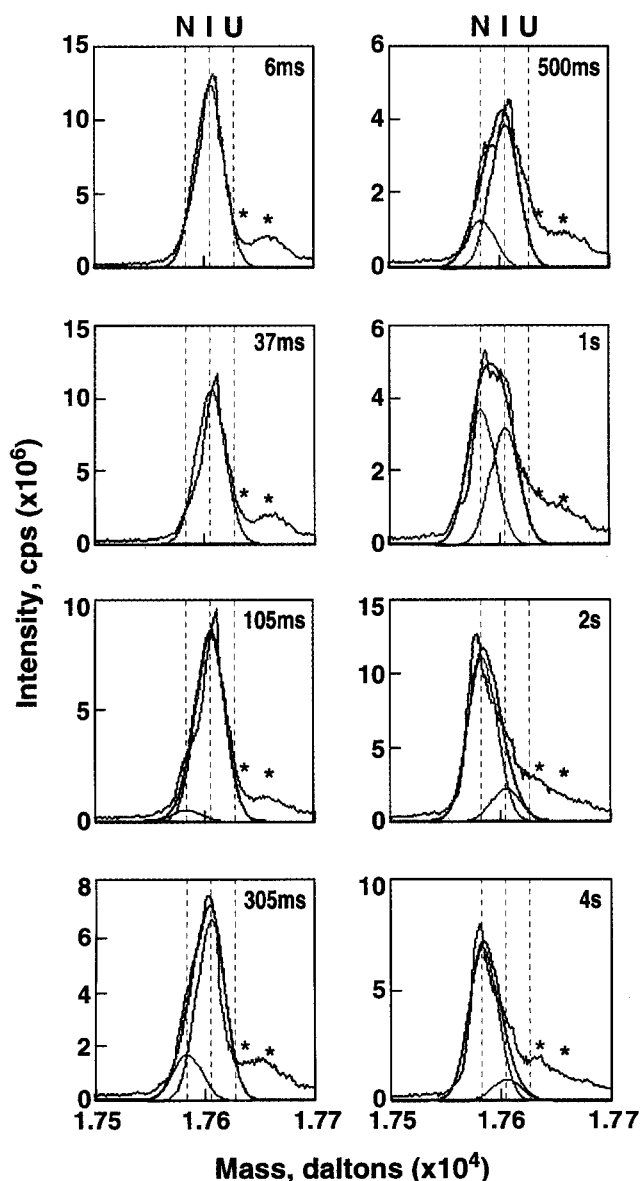 N I U
N I U
15
10
5
0
6ms
* *
6
4
2
0
500ms
* *
15
10
5
0
37ms
* *
6
4
2
0
1s
* *
10
5
0
105ms
* *
15
10
5
0
2s
* *
8
6
4
2
0
305ms
* *
10
5
0
4s
* *
1.75 1.76 1.77
1.75 1.76 1.77
Intensity, cps (x10⁶)
Mass, daltons (x10⁴)